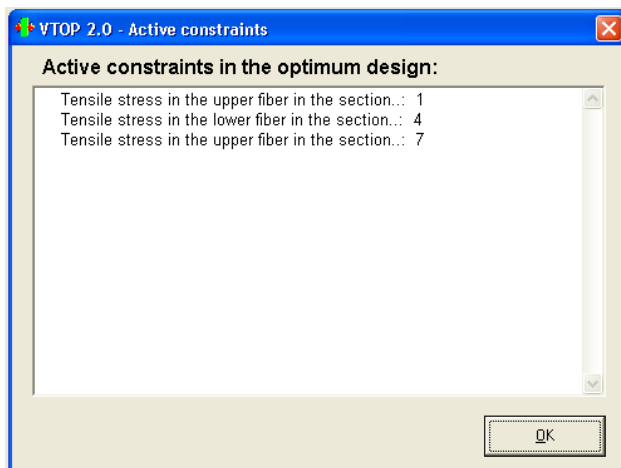 VTOP 2.0 - Active constraints
Active constraints in the optimum design:
Tensile stress in the upper fiber in the section..: 1
Tensile stress in the lower fiber in the section..: 4
Tensile stress in the upper fiber in the section..: 7
OK